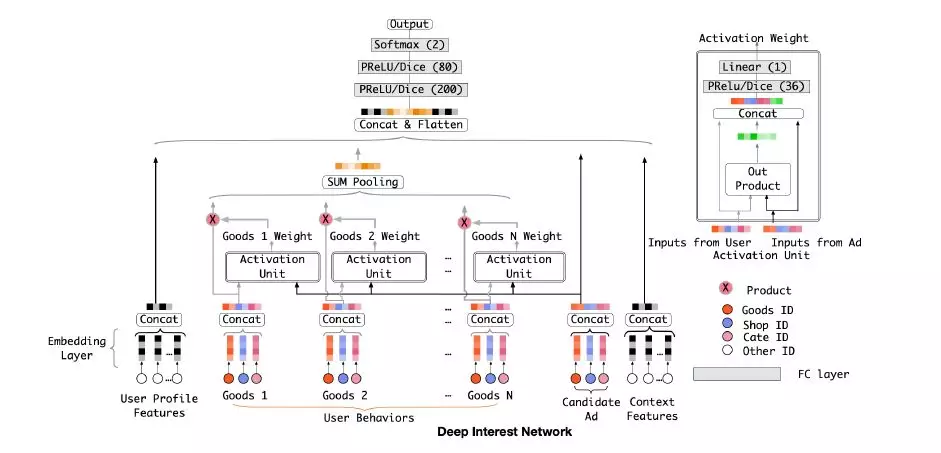 Output
Softmax (2)
PReLU/Dice (80)
PReLU/Dice (200)
Concat & Flatten
SUM Pooling
X
X
X
Goods 1 Weight
Goods 2 Weight
Goods N Weight
Activation
Unit
Activation
Unit
...
...
Activation
Unit
Concat
Concat
Concat
...
...
Concat
Concat
Concat
Embedding
Layer
...
...
...
...
...
...
User Profile
Features
Goods 1
Goods 2
...
Goods N
User Behaviors
Candidate
Ad
Context
Features
Deep Interest Network
Activation Weight
Linear (1)
PRelu/Dice (36)
Concat
Out
Product
Inputs from User
Inputs from Ad
Activation Unit
X
Product
Goods ID
Shop ID
Cate ID
Other ID
FC layer